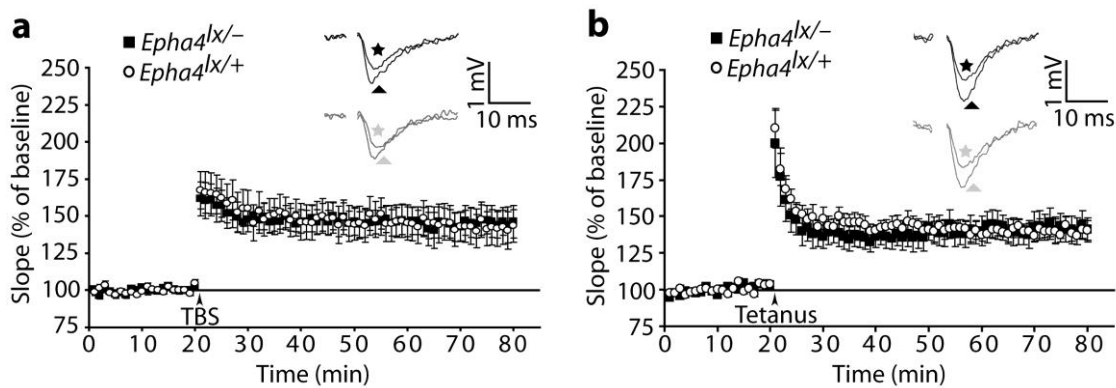 a
Epha4lx/–
Epha4lx/+
1 mV
10 ms
Slope (% of baseline)
250
225
200
175
150
125
100
75
TBS
0 10 20 30 40 50 60 70 80
Time (min)
b
Epha4lx/–
Epha4lx/+
1 mV
10 ms
Slope (% of baseline)
250
225
200
175
150
125
100
75
Tetanus
0 10 20 30 40 50 60 70 80
Time (min)